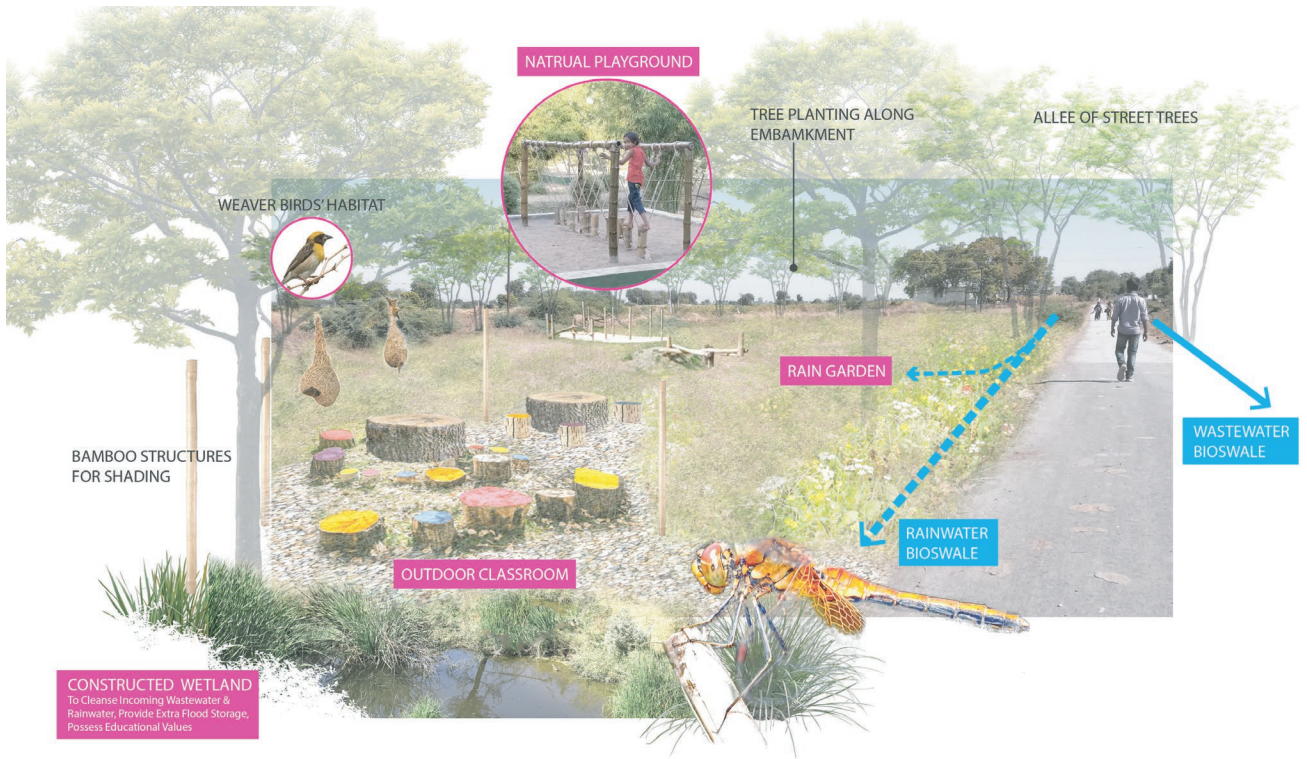 NATRUAL PLAYGROUND
TREE PLANTING ALONG
EMBAMKMENT
ALLEE OF STREET TREES
WEAVER BIRDS' HABITAT
RAIN GARDEN
WASTEWATER
BIOSWALE
BAMBOO STRUCTURES
FOR SHADING
RAINWATER
BIOSWALE
OUTDOOR CLASSROOM
CONSTRUCTED WETLAND
To Cleanse Incoming Wastewater &
Rainwater, Provide Extra Flood Storage,
Possess Educational Values